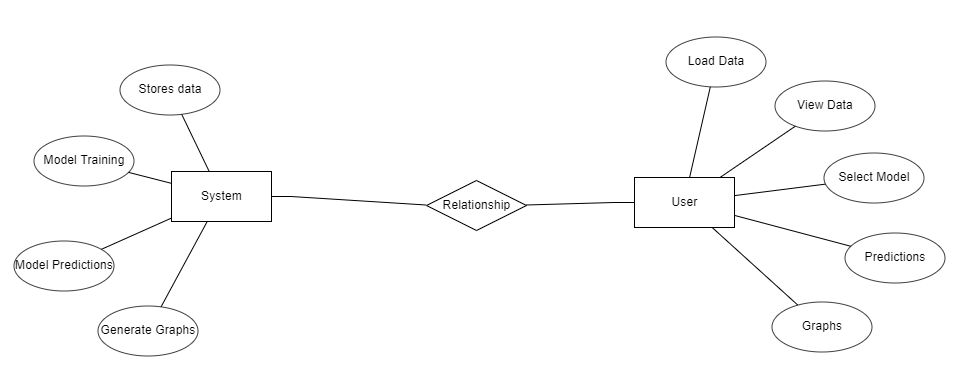 Load Data
Stores data
View Data
Model Training
Select Model
System
Relationship
User
Model Predictions
Predictions
Generate Graphs
Graphs